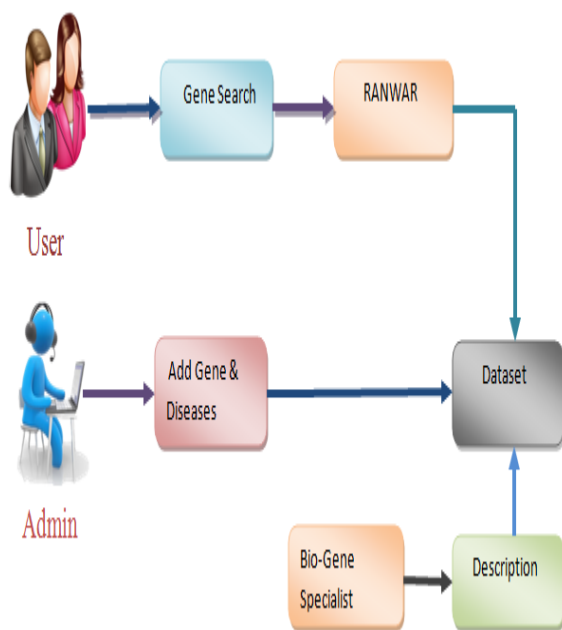 Gene Search
RANWAR
User
Add Gene &
Diseases
Dataset
Admin
Bio-Gene
Specialist
Description